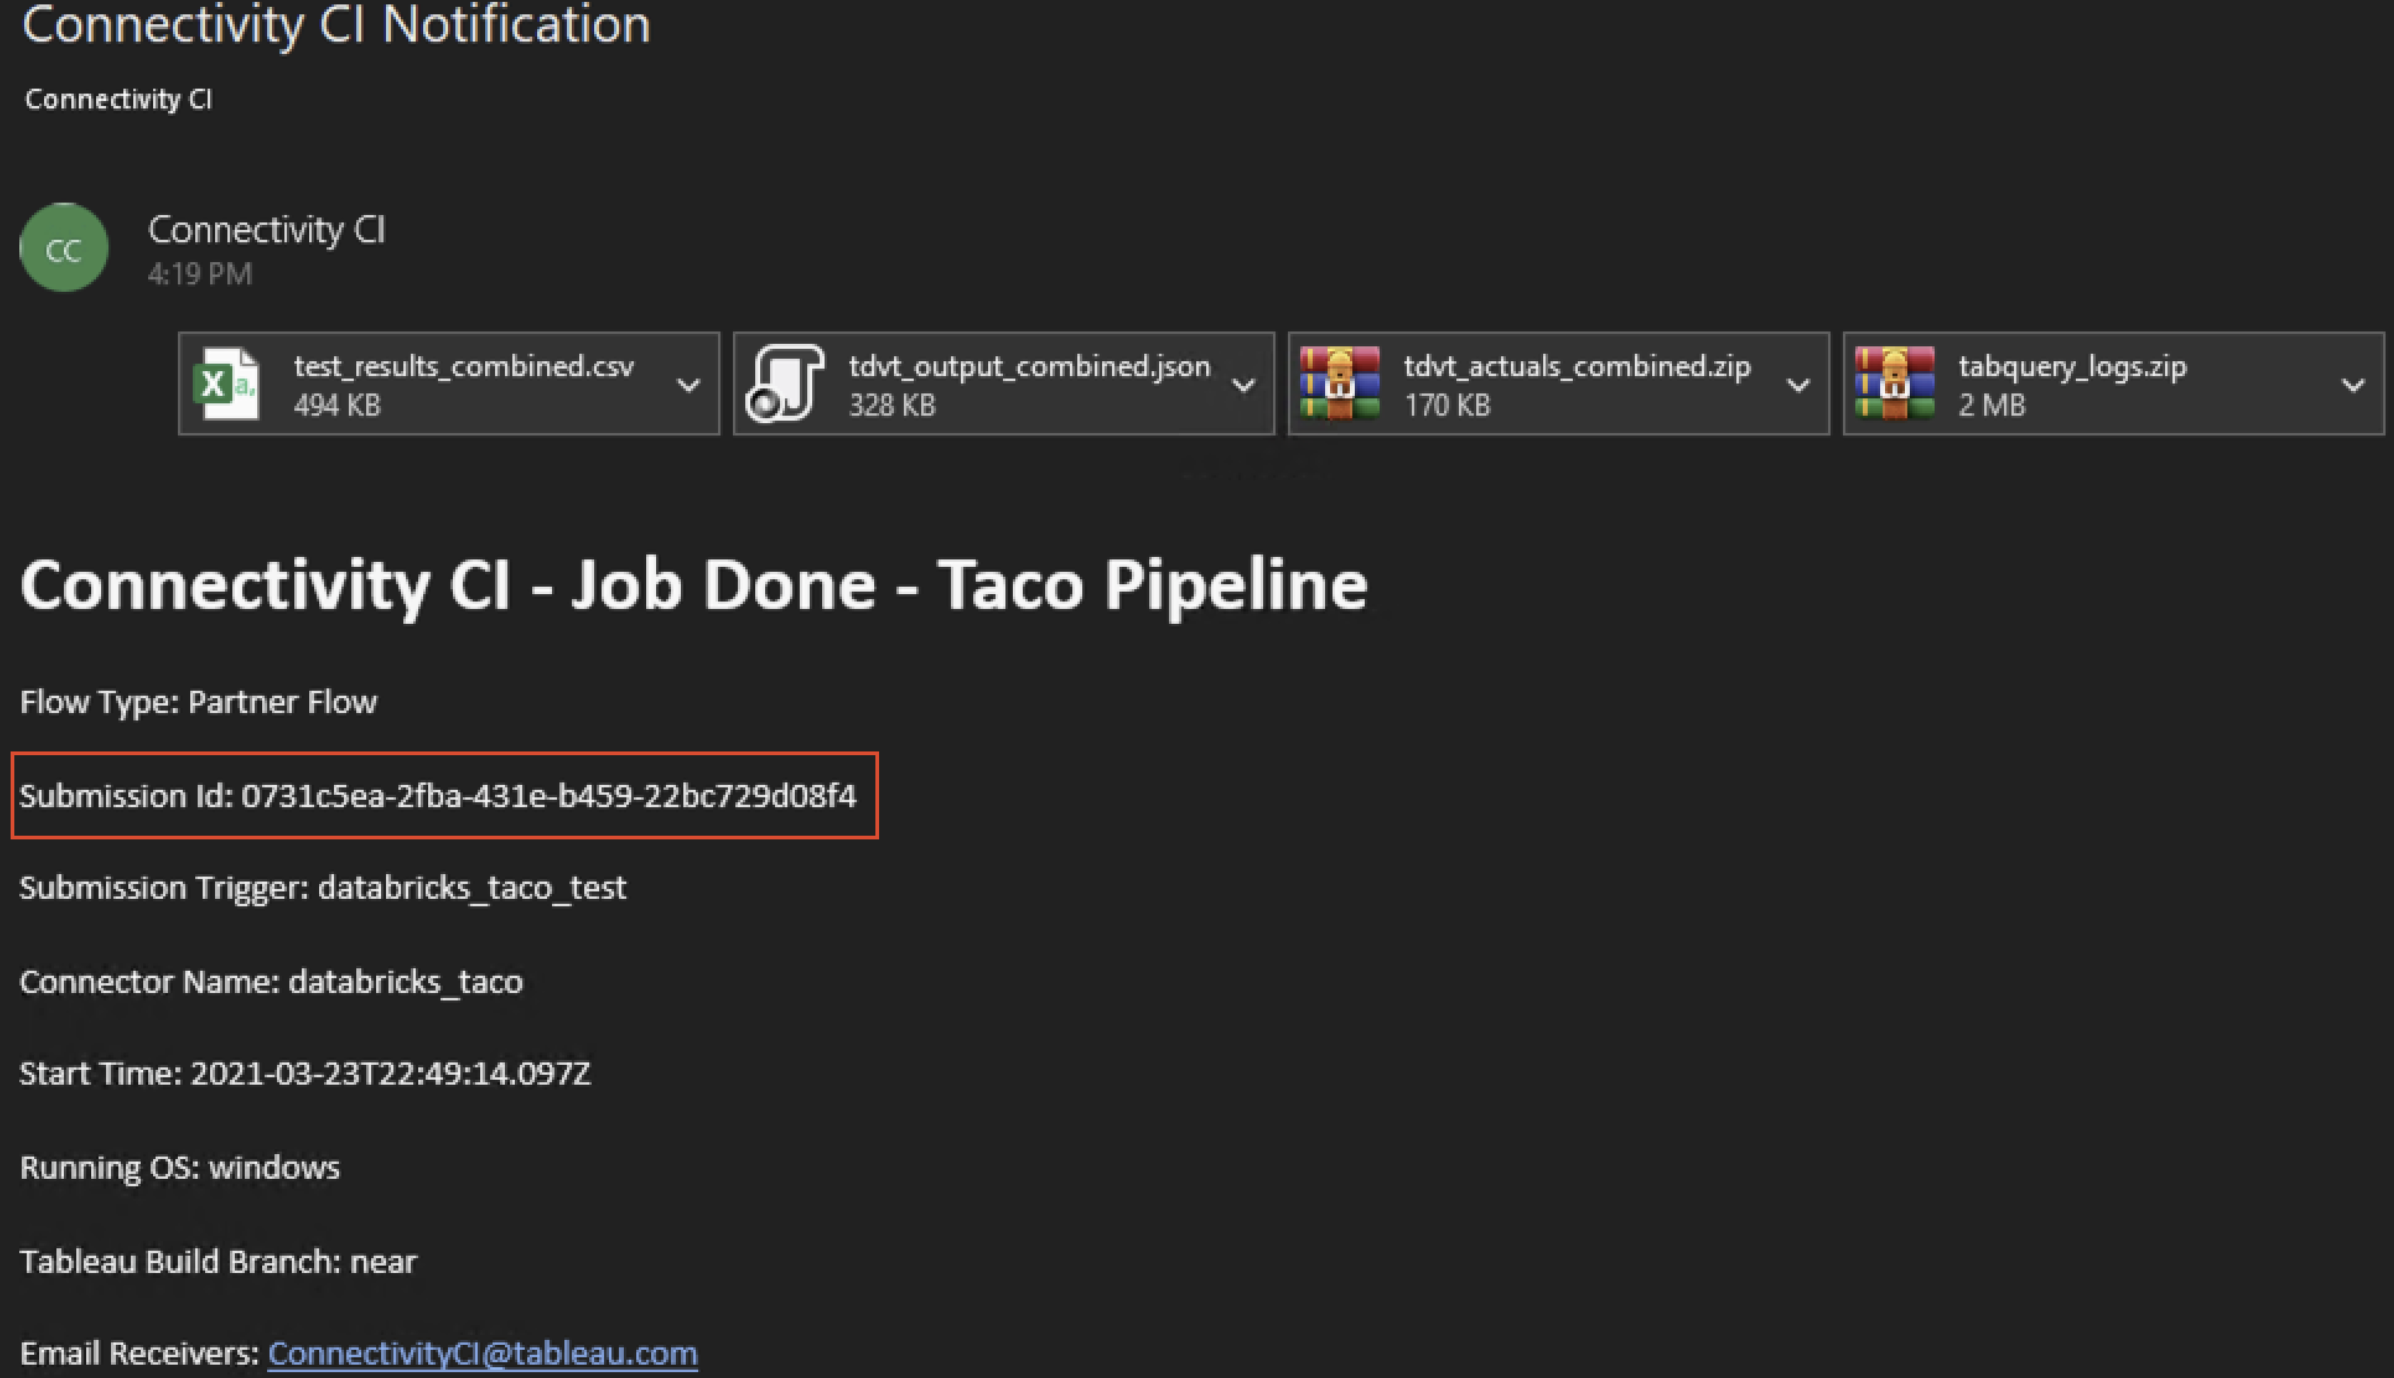 Connectivity CI Notification
Connectivity CI
CC
Connectivity CI
4:19 PM
test_results_combined.csv
494 KB
tdvt_output_combined.json
328 KB
tdvt_actuals_combined.zip
170 KB
tabquery_logs.zip
2 MB
Connectivity CI - Job Done - Taco Pipeline
Flow Type: Partner Flow
Submission Id: 0731c5ea-2fba-431e-b459-22bc729d08f4
Submission Trigger: databricks_taco_test
Connector Name: databricks_taco
Start Time: 2021-03-23T22:49:14.097Z
Running OS: windows
Tableau Build Branch: near
Email Receivers: ConnectivityCI@tableau.com